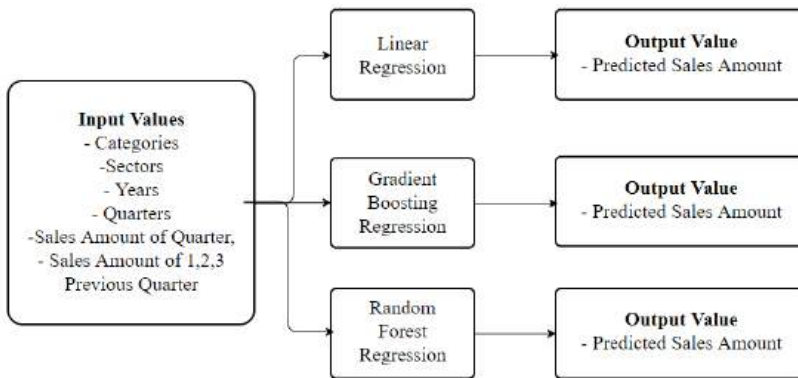 Input Values
- Categories
-Sectors
- Years
- Quarters
-Sales Amount of Quarter,
- Sales Amount of 1,2,3
Previous Quarter
Linear
Regression
Output Value
- Predicted Sales Amount
Gradient
Boosting
Regression
Output Value
- Predicted Sales Amount
Random
Forest
Regression
Output Value
- Predicted Sales Amount